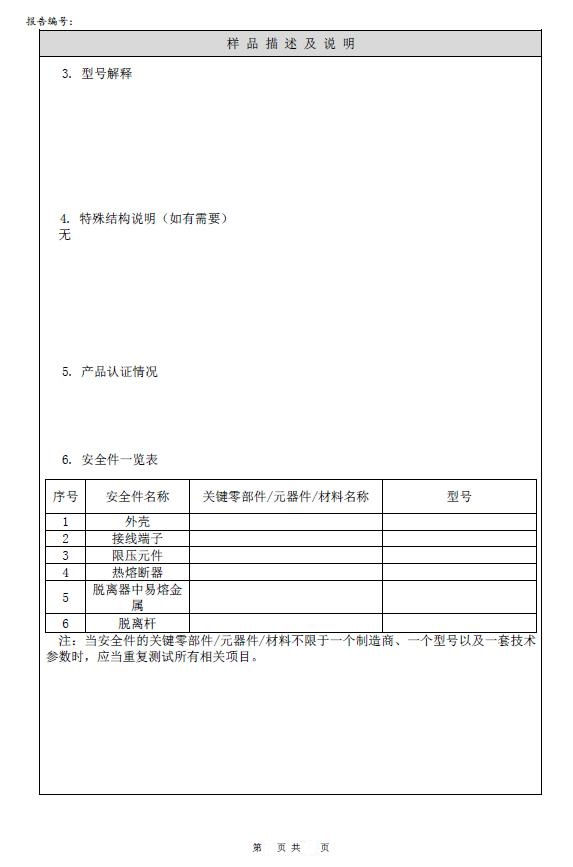 报告编号：
样 品 描 述 及 说 明
3. 型号解释
4. 特殊结构说明（如有需要）
无
5. 产品认证情况
6. 安全件一览表
序号 安全件名称 关键零部件/元器件/材料名称 型号
1 外壳
2 接线端子
3 限压元件
4 热熔断器
5 脱离器中易熔金
属
6 脱离杆
注：当安全件的关键零部件/元器件/材料不限于一个制造商、一个型号以及一套技术
参数时，应当重复测试所有相关项目。
第 页 共 页